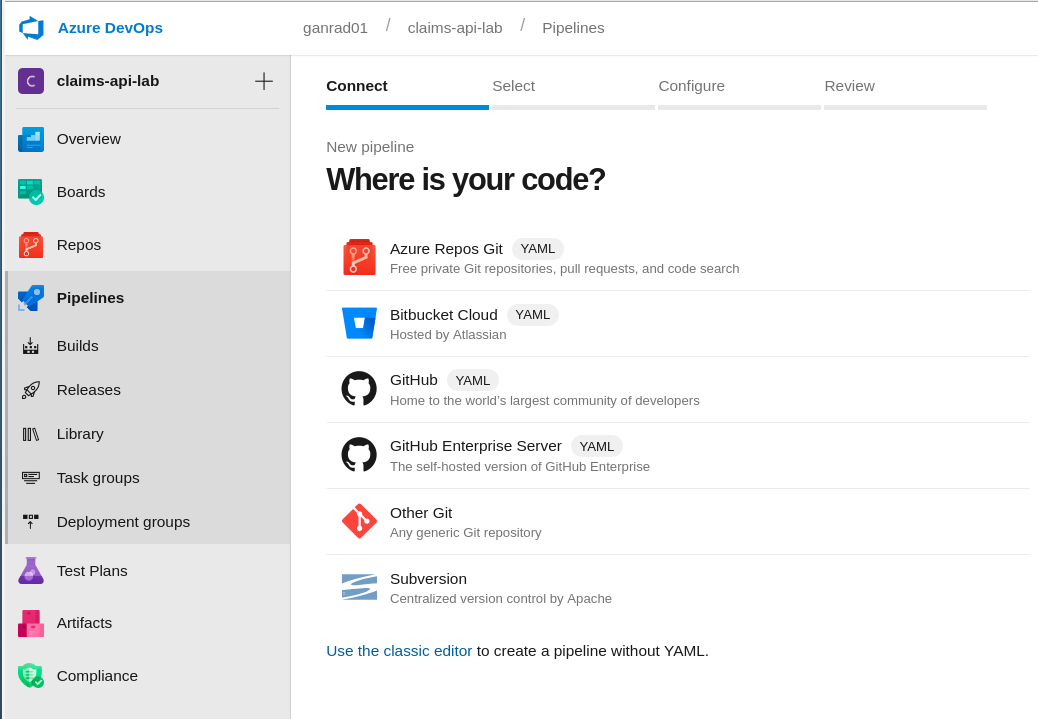 Azure DevOps
ganrad01 / claims-api-lab / Pipelines
C claims-api-lab
Overview
Boards
Repos
Pipelines
Builds
Releases
Library
Task groups
Deployment groups
Test Plans
Artifacts
Compliance
Connect Select Configure Review
New pipeline
Where is your code?
Azure Repos Git YAML
Free private Git repositories, pull requests, and code search
Bitbucket Cloud YAML
Hosted by Atlassian
GitHub YAML
Home to the world’s largest community of developers
GitHub Enterprise Server YAML
The self-hosted version of GitHub Enterprise
Other Git
Any generic Git repository
Subversion
Centralized version control by Apache
Use the classic editor to create a pipeline without YAML.